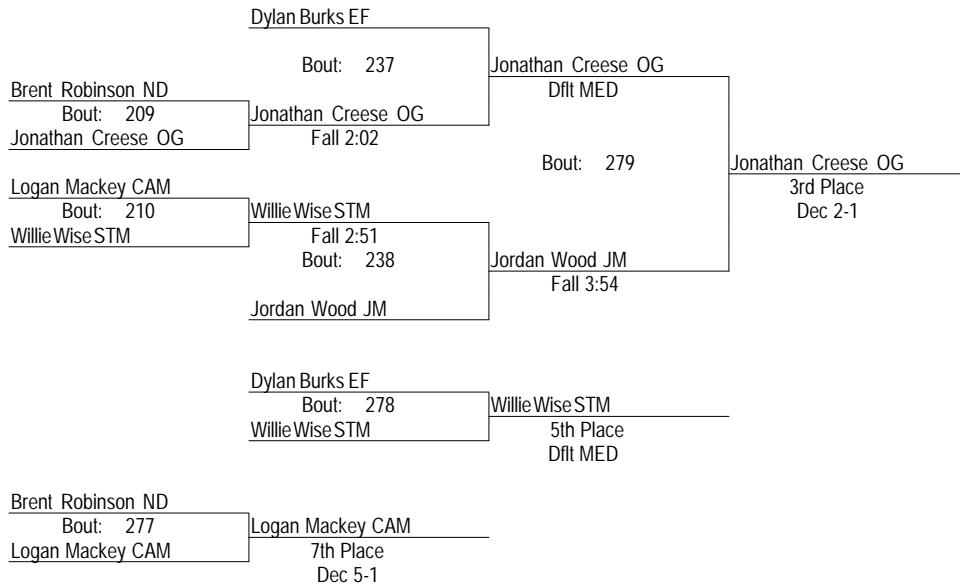 Dylan Burks EF
Bout: 237
Jonathan Creese OG
Dflt MED
Brent Robinson ND
Bout: 209
Jonathan Creese OG
Jonathan Creese OG
Fall 2:02
Bout: 279
Jonathan Creese OG
3rd Place
Dec 2-1
Logan Mackey CAM
Bout: 210
Willie Wise STM
Willie Wise STM
Fall 2:51
Bout: 238
Jordan Wood JM
Fall 3:54
Jordan Wood JM
Dylan Burks EF
Bout: 278
Willie Wise STM
Willie Wise STM
5th Place
Dflt MED
Brent Robinson ND
Bout: 277
Logan Mackey CAM
Logan Mackey CAM
7th Place
Dec 5-1